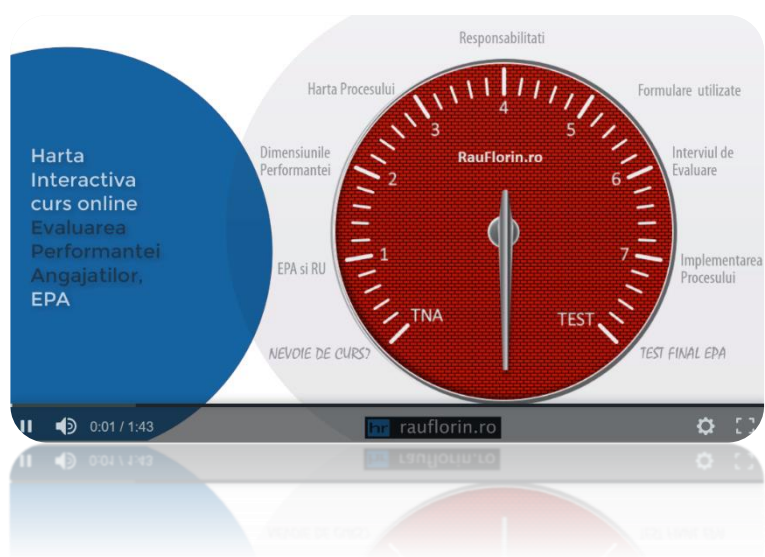 Harta
Interactiva
curs online
Evaluarea
Performantei
Angajatilor,
EPA
Responsabilitati
Harta Procesului
Formulare utilizate
Dimensiunile
Performantei
Interviul de
Evaluare
EPA si RU
Implementarea
Procesului
NEVOIE DE CURS?
TEST FINAL EPA
RauFlorin.ro
TNA
1
2
3
4
5
6
7
TEST
0:01 / 1:43
hr rauflorin.ro